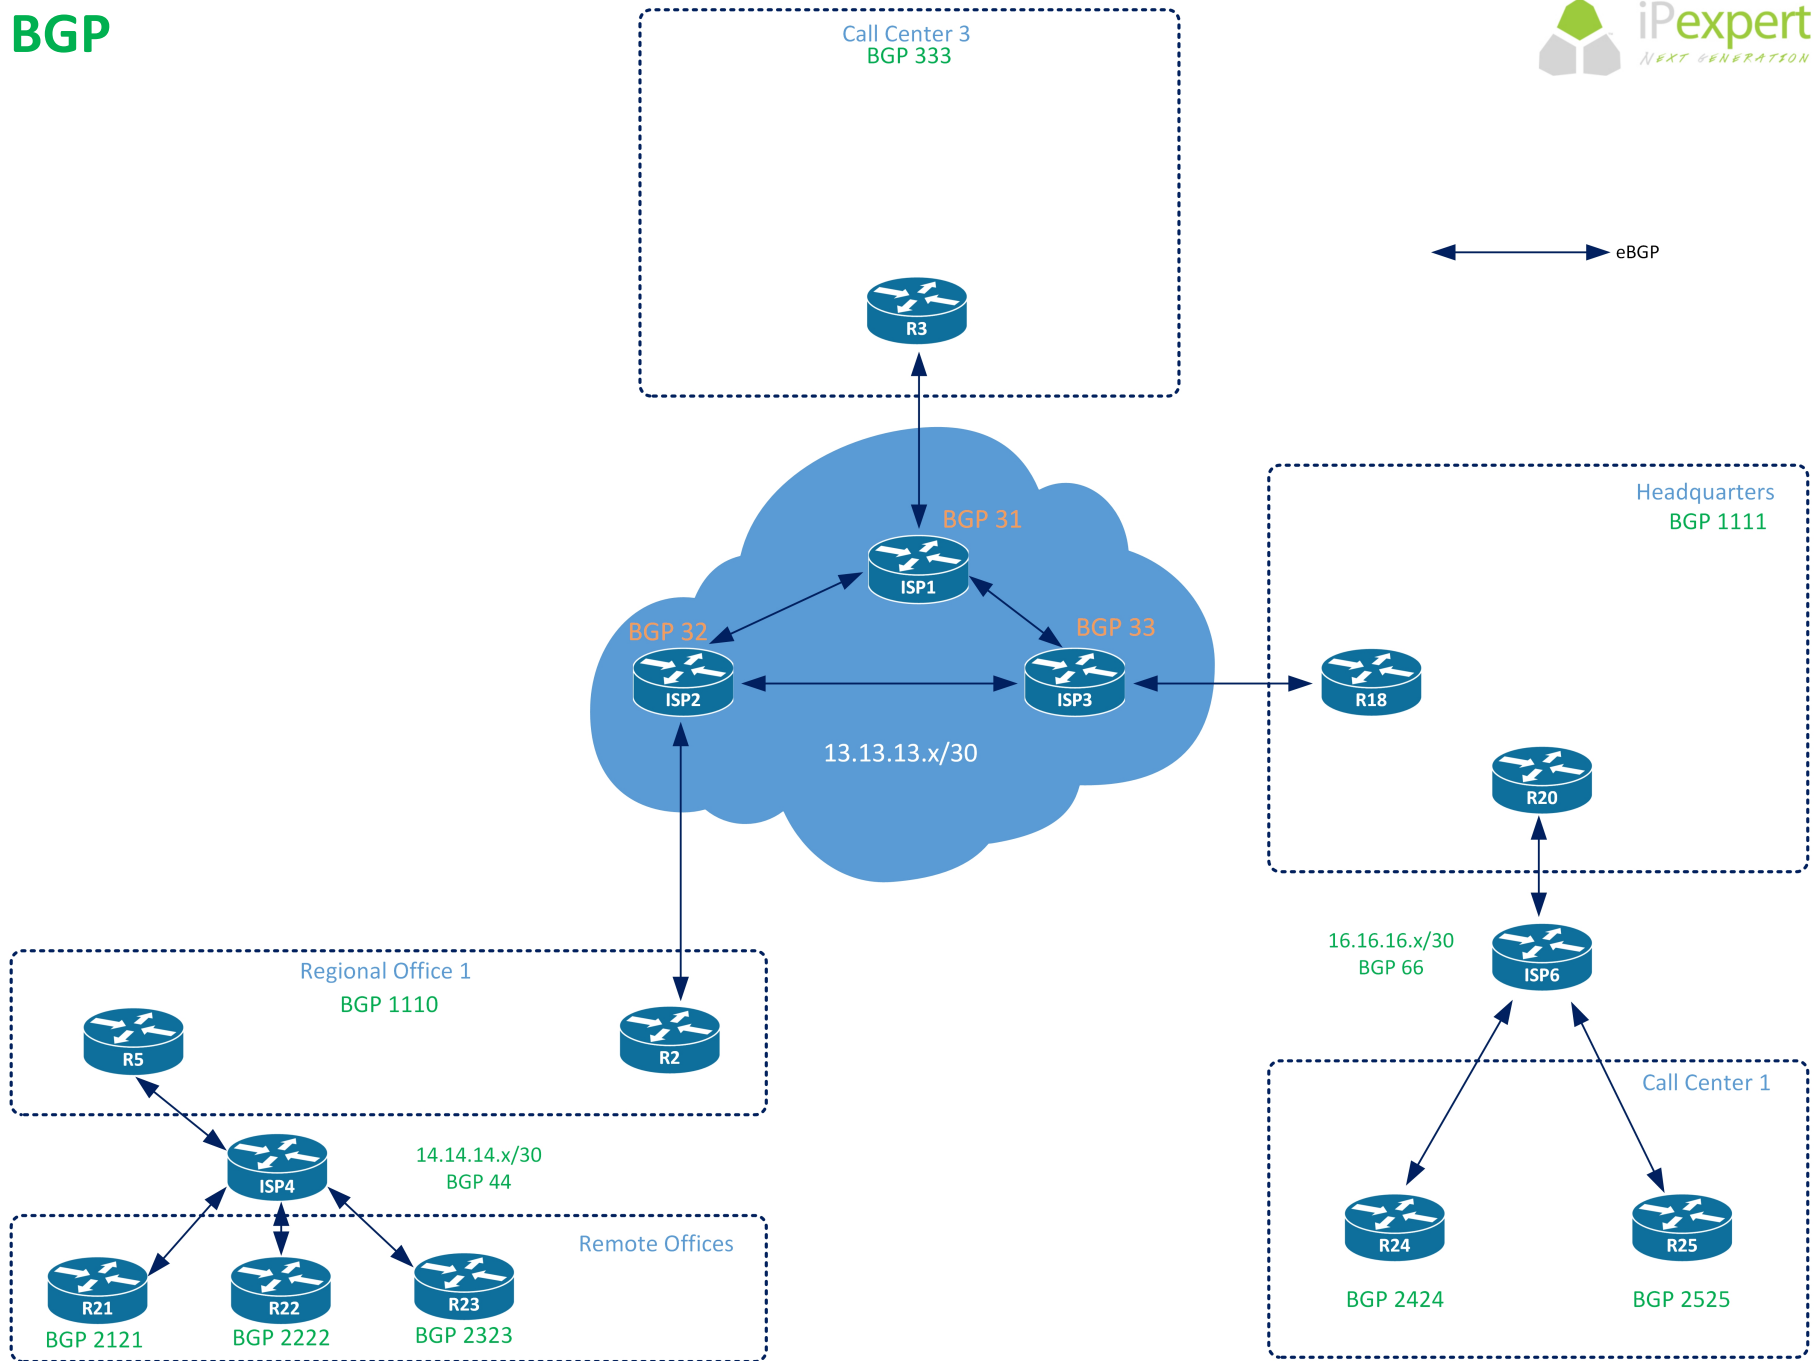 BGP
iPexpert
NEXT GENERATION
Call Center 3
BGP 333
eBGP
R3
Headquarters
BGP 1111
BGP 31
ISP1
BGP 32
BGP 33
ISP2
ISP3
R18
13.13.13.x/30
R20
16.16.16.x/30
BGP 66
ISP6
Regional Office 1
BGP 1110
R5
R2
Call Center 1
14.14.14.x/30
BGP 44
ISP4
Remote Offices
R24
R25
R21
R22
R23
BGP 2424
BGP 2525
BGP 2121
BGP 2222
BGP 2323